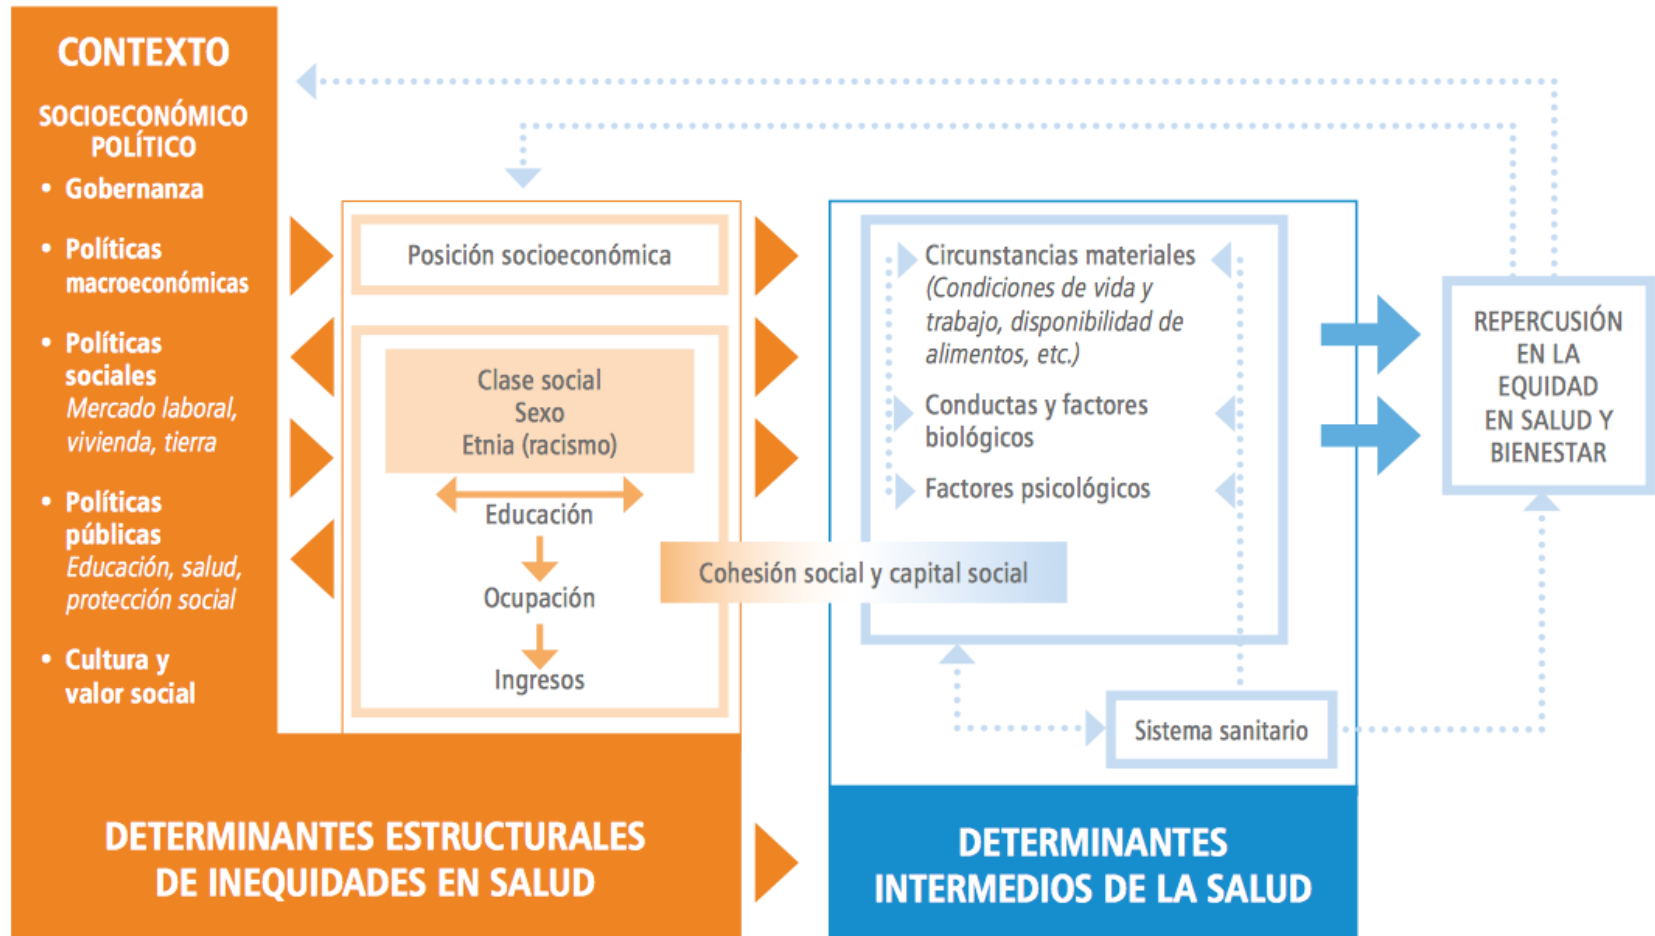 CONTEXTO
SOCIOECONÓMICO
POLÍTICO
• Gobernanza
• Políticas
macroeconómicas
• Políticas
sociales
Mercado laboral,
vivienda, tierra
• Políticas
públicas
Educación, salud,
protección social
• Cultura y
valor social
Posición socioeconómica
Clase social
Sexo
Etnia (racismo)
Educación
Ocupación
Ingresos
Cohesión social y capital social
Circunstancias materiales
(Condiciones de vida y
trabajo, disponibilidad de
alimentos, etc.)
Conductas y factores
biológicos
Factores psicológicos
Sistema sanitario
REPERCUSIÓN
EN LA
EQUIDAD
EN SALUD Y
BIENESTAR
DETERMINANTES ESTRUCTURALES
DE INEQUIDADES EN SALUD
DETERMINANTES
INTERMEDIOS DE LA SALUD